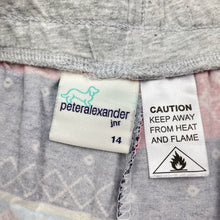 peteralexander
jnr
14
CAUTION
KEEP AWAY
FROM HEAT
AND FLAME